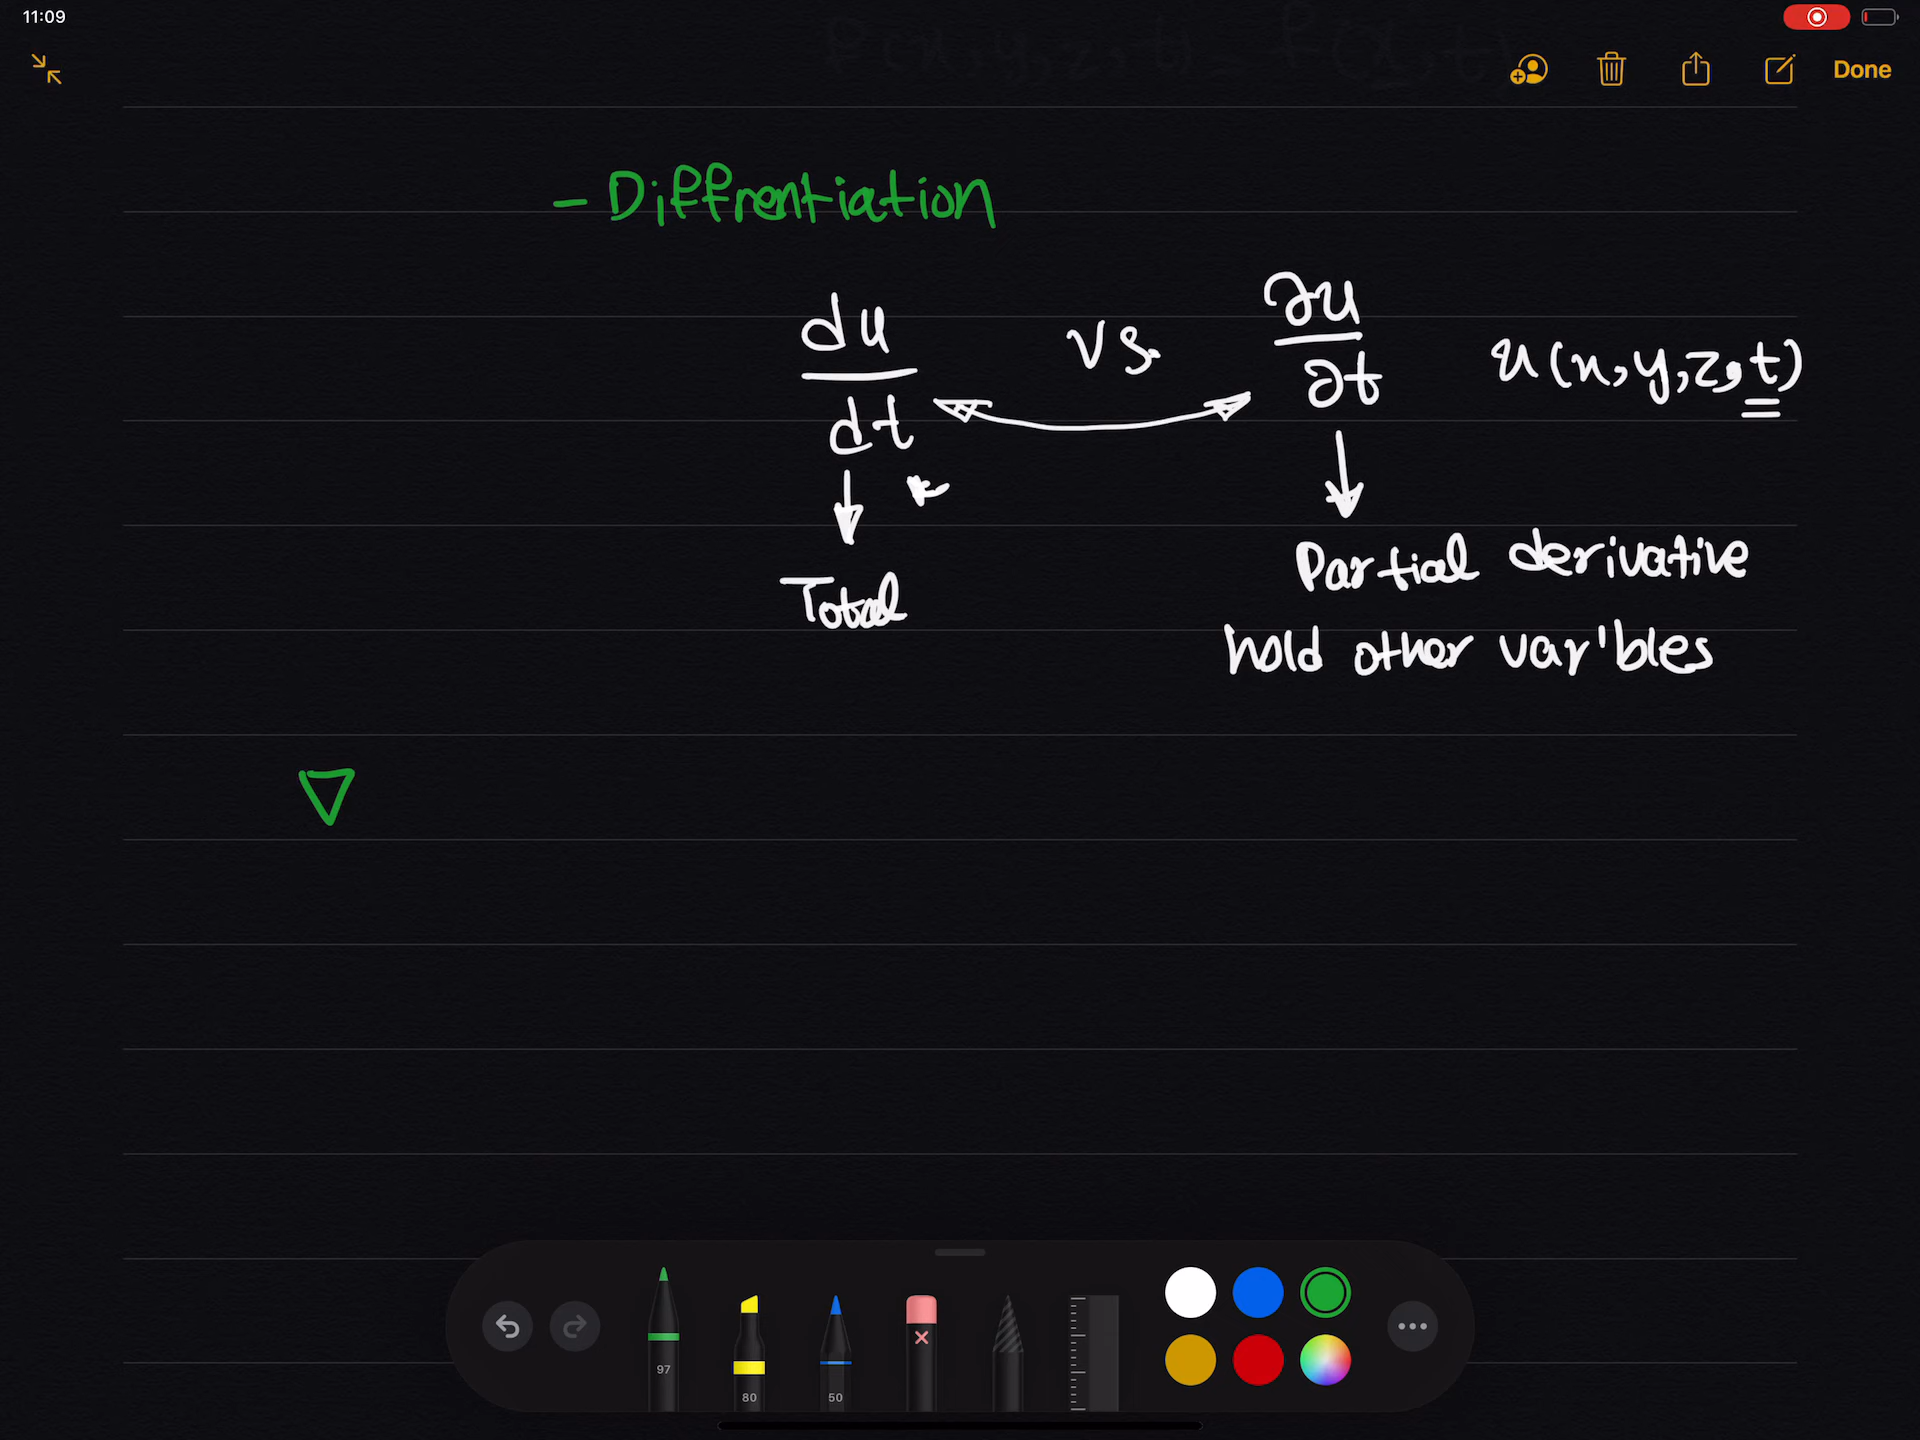 11:09
P(x,y,z,t) = f(x,t)
Done
- Diffrentiation
du/dt vs. ∂u/∂t u(x,y,z,t)
Total
Partial derivative
hold other var'bles
∇
97
80
50